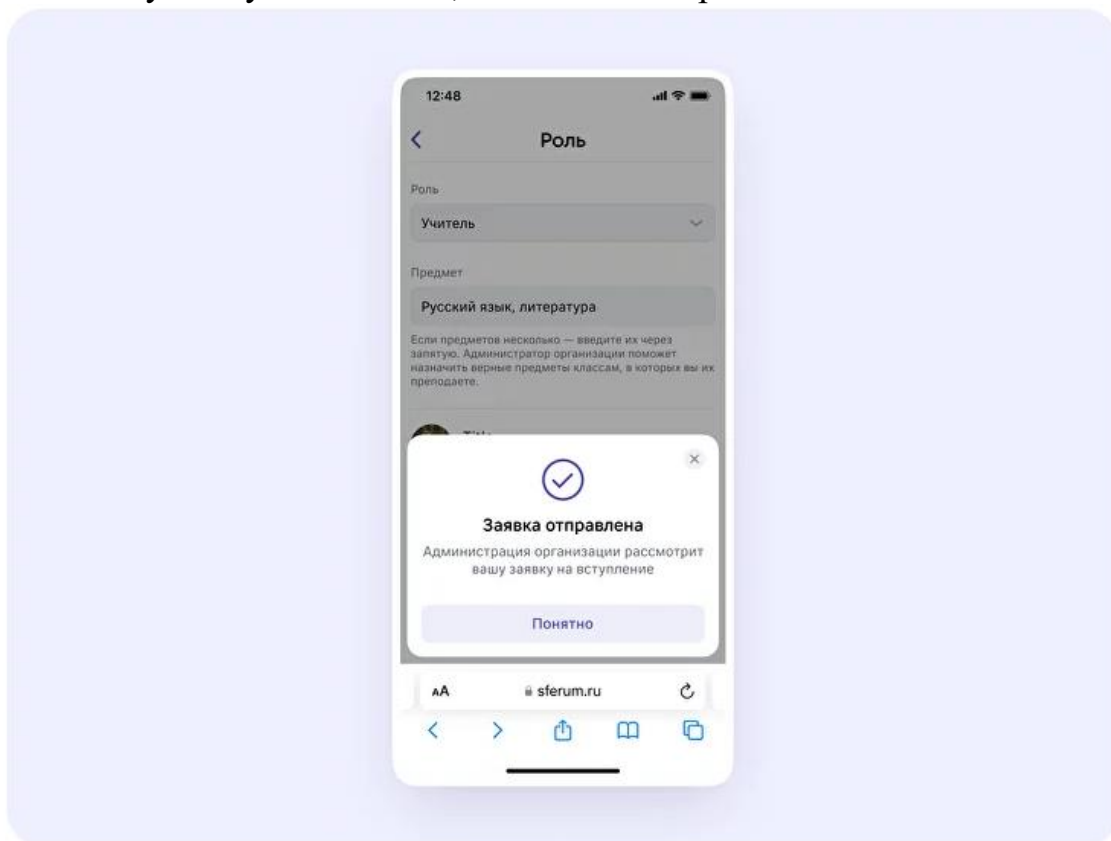 12:48
Роль
Роль
Учитель
Предмет
Русский язык, литература
Если предметов несколько — введите их через
запятую. Администратор организации поможет
назначить верные предметы классам, в которых вы их
преподаете.
Заявка отправлена
Администрация организации рассмотрит
вашу заявку на вступление
Понятно
AA
sferum.ru